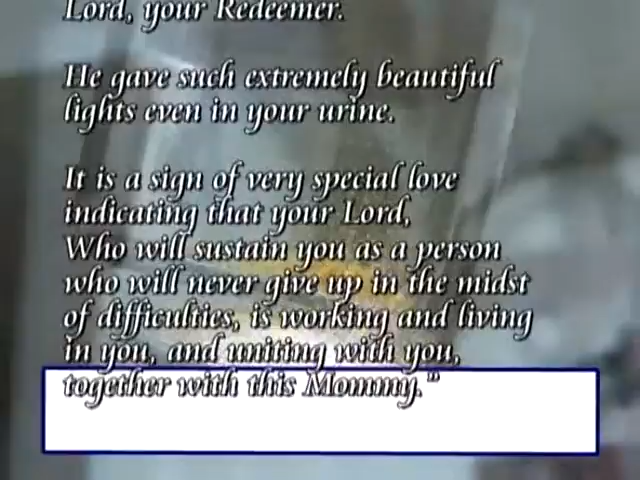 Lord, your Redeemer.
He gave such extremely beautiful
lights even in your urine.
It is a sign of very special love
indicating that your Lord,
Who will sustain you as a person
who will never give up in the midst
of difficulties, is working and living
in you, and uniting with you,
together with this Mommy."